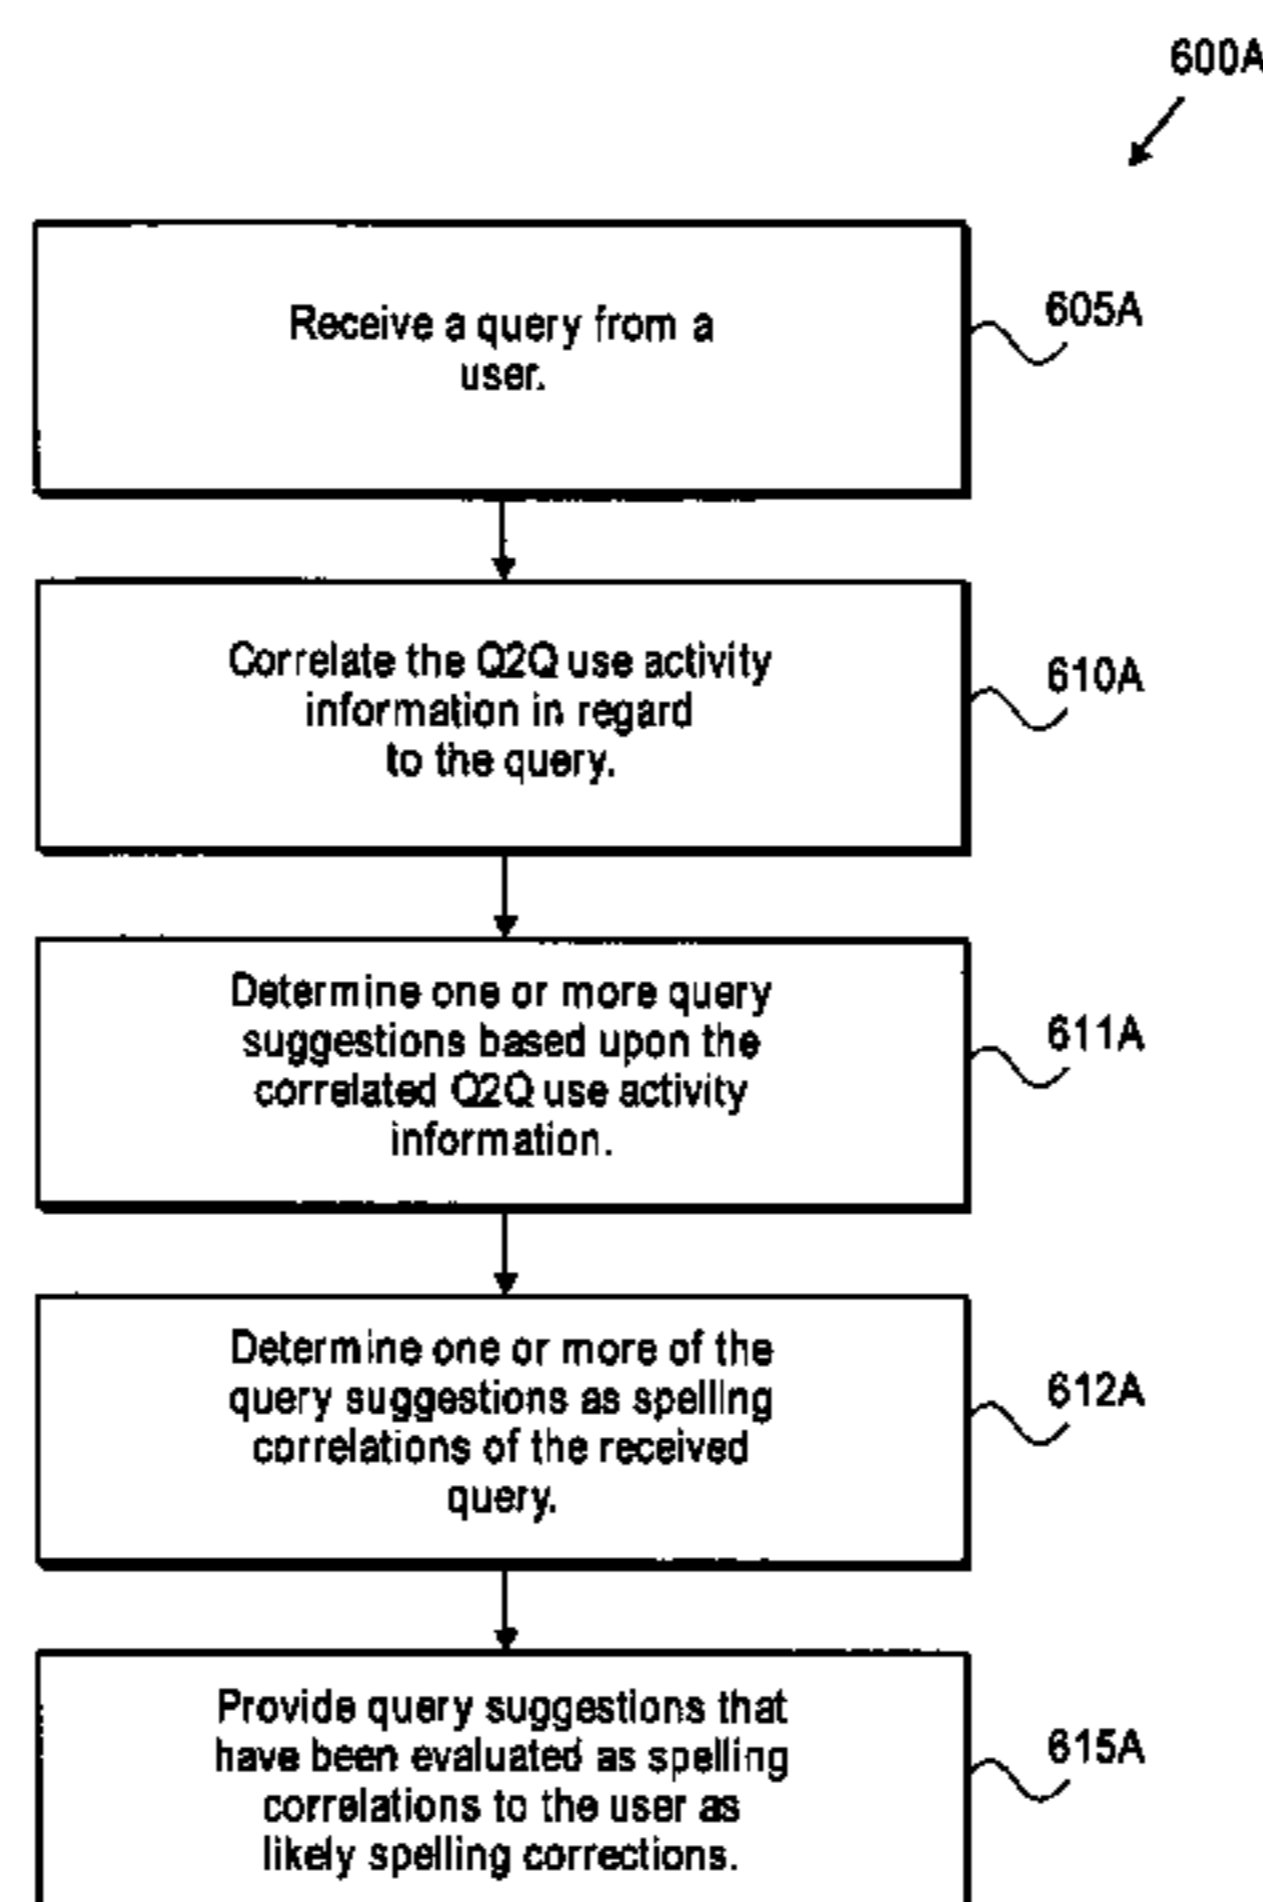 600A
Receive a query from a
user.
605A
Correlate the Q2Q use activity
information in regard
to the query.
610A
Determine one or more query
suggestions based upon the
correlated Q2Q use activity
information.
611A
Determine one or more of the
query suggestions as spelling
correlations of the received
query.
612A
Provide query suggestions that
have been evaluated as spelling
correlations to the user as
likely spelling corrections.
615A